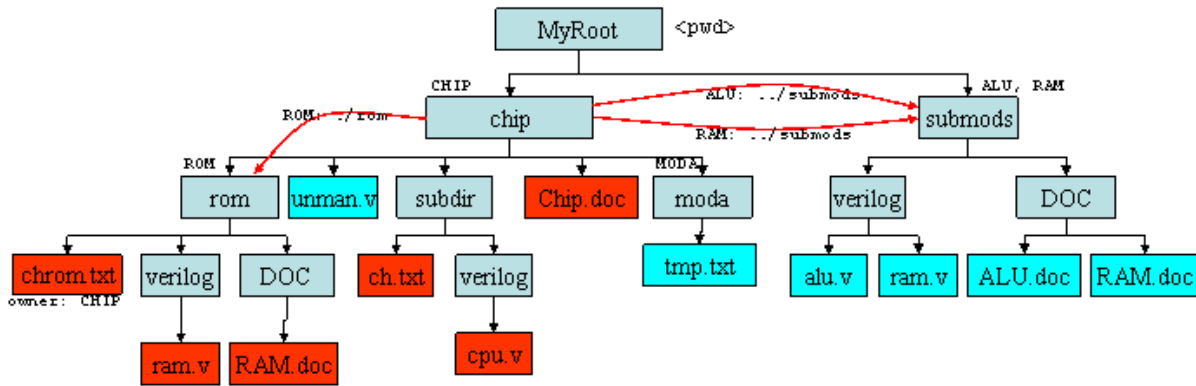 MyRoot <pwd>
CHIP
ALU, RAM
ROM: ./rom
chip
ALU: ../submods
RAM: ../submods
submods
ROM
MODA
rom
unman.v
subdir
Chip.doc
moda
verilog
DOC
chrom.txt
owner: CHIP
verilog
DOC
ch.txt
verilog
tmp.txt
alu.v
ram.v
ALU.doc
RAM.doc
ram.v
RAM.doc
cpu.v